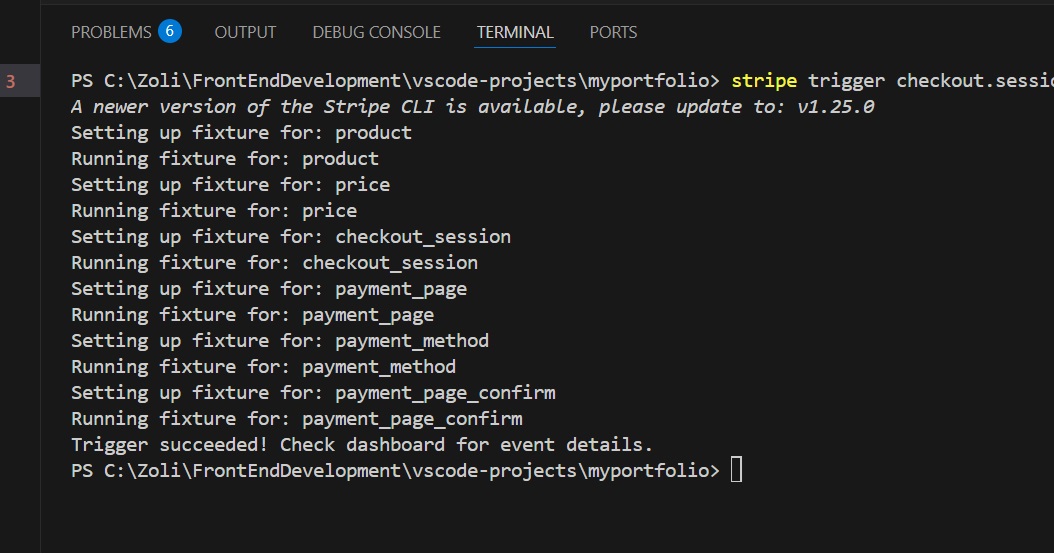 PROBLEMS 6 OUTPUT DEBUG CONSOLE TERMINAL PORTS
3
PS C:\Zoli\FrontEndDevelopment\vscode-projects\myportfolio> stripe trigger checkout.sessio
A newer version of the Stripe CLI is available, please update to: v1.25.0
Setting up fixture for: product
Running fixture for: product
Setting up fixture for: price
Running fixture for: price
Setting up fixture for: checkout_session
Running fixture for: checkout_session
Setting up fixture for: payment_page
Running fixture for: payment_page
Setting up fixture for: payment_method
Running fixture for: payment_method
Setting up fixture for: payment_page_confirm
Running fixture for: payment_page_confirm
Trigger succeeded! Check dashboard for event details.
PS C:\Zoli\FrontEndDevelopment\vscode-projects\myportfolio>